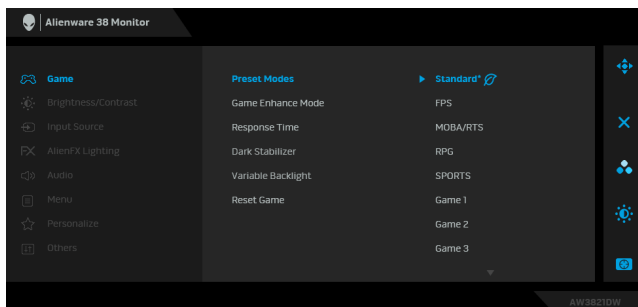 Alienware 38 Monitor
Game
Preset Modes
Standard*
Brightness/Contrast
Game Enhance Mode
FPS
Input Source
Response Time
MOBA/RTS
AlienFX Lighting
Dark Stabilizer
RPG
Audio
Variable Backlight
SPORTS
Menu
Reset Game
Game 1
Personalize
Game 2
Others
Game 3
AW3821DW